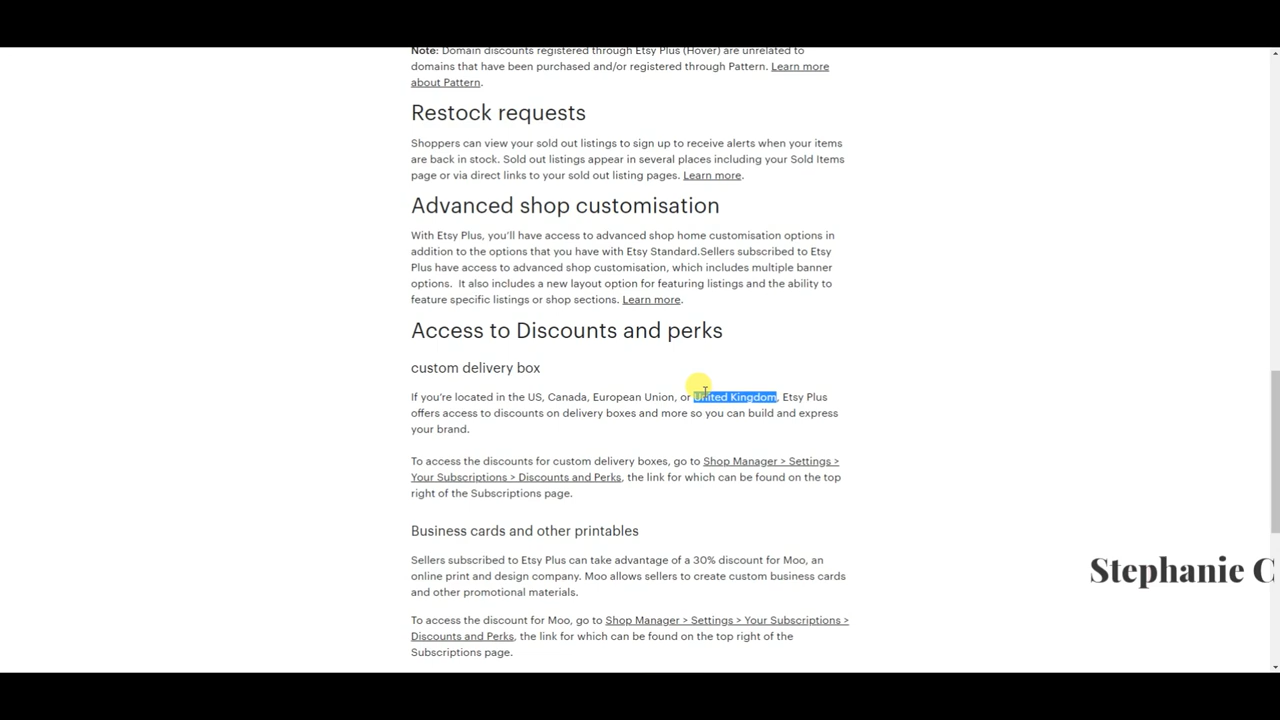 Note: Domain discounts registered through Etsy Plus (Hover) are unrelated to
domains that have been purchased and/or registered through Pattern. Learn more
about Pattern.
Restock requests
Shoppers can view your sold out listings to sign up to receive alerts when your items
are back in stock. Sold out listings appear in several places including your Sold Items
page or via direct links to your sold out listing pages. Learn more.
Advanced shop customisation
With Etsy Plus, you’ll have access to advanced shop home customisation options in
addition to the options that you have with Etsy Standard.Sellers subscribed to Etsy
Plus have access to advanced shop customisation, which includes multiple banner
options.  It also includes a new layout option for featuring listings and the ability to
feature specific listings or shop sections. Learn more.
Access to Discounts and perks
custom delivery box
If you’re located in the US, Canada, European Union, or United Kingdom, Etsy Plus
offers access to discounts on delivery boxes and more so you can build and express
your brand.
To access the discounts for custom delivery boxes, go to Shop Manager > Settings >
Your Subscriptions > Discounts and Perks, the link for which can be found on the top
right of the Subscriptions page.
Business cards and other printables
Sellers subscribed to Etsy Plus can take advantage of a 30% discount for Moo, an
online print and design company. Moo allows sellers to create custom business cards
and other promotional materials.
To access the discount for Moo, go to Shop Manager > Settings > Your Subscriptions >
Discounts and Perks, the link for which can be found on the top right of the
Subscriptions page.
Stephanie C